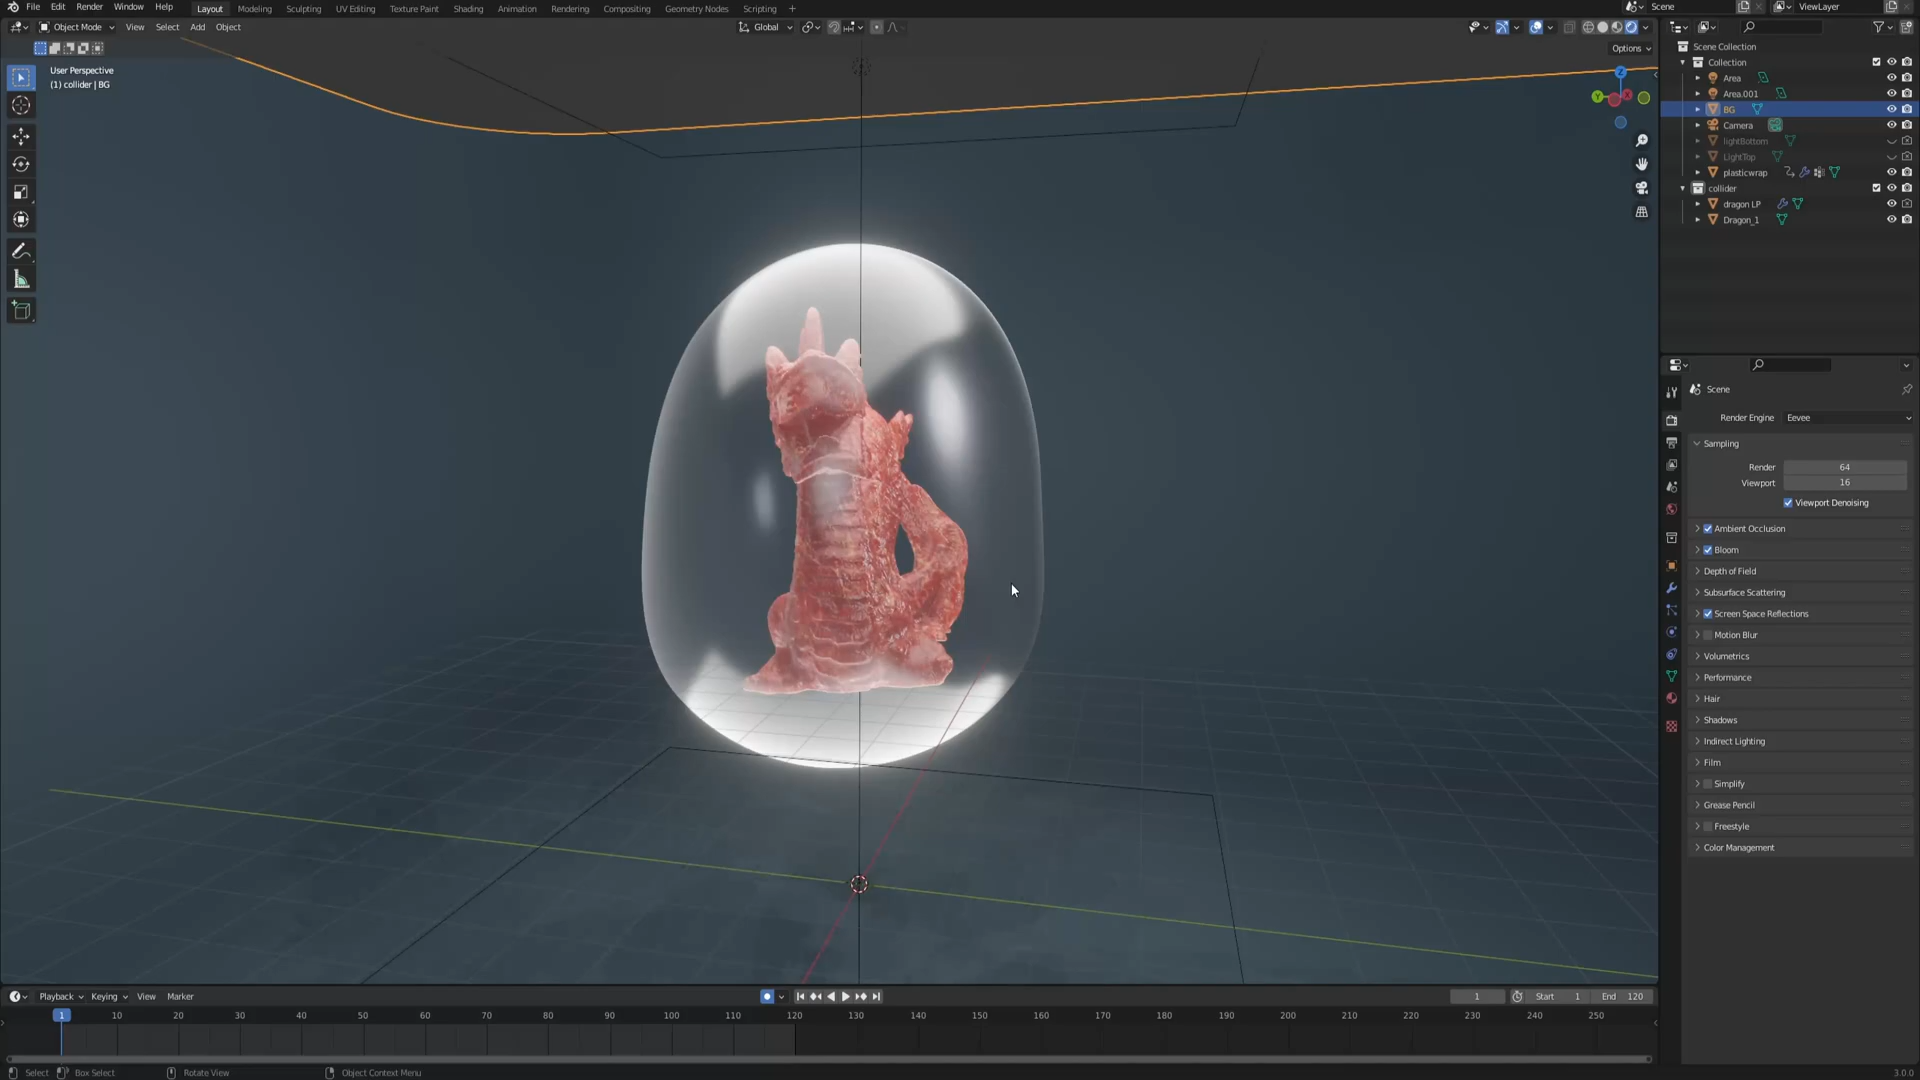 File Edit Render Window Help Layout Modeling Sculpting UV Editing Texture Paint Shading Animation Rendering Compositing Geometry Nodes Scripting + Scene ViewLayer
Object Mode View Select Add Object Global
Options
User Perspective
(1) collider | BG
Z
Y
X
Scene Collection
Collection
Area
Area.001
BG
Camera
lightBottom
LightTop
plasticwrap
collider
dragon LP
Dragon_1
Scene
Render Engine Eevee
Sampling
Render 64
Viewport 16
Viewport Denoising
Ambient Occlusion
Bloom
Depth of Field
Subsurface Scattering
Screen Space Reflections
Motion Blur
Volumetrics
Performance
Hair
Shadows
Indirect Lighting
Film
Simplify
Grease Pencil
Freestyle
Color Management
Playback Keying View Marker 1 Start 1 End 120
1 10 20 30 40 50 60 70 80 90 100 110 120 130 140 150 160 170 180 190 200 210 220 230 240 250
Select Box Select Rotate View Object Context Menu 3.0.0